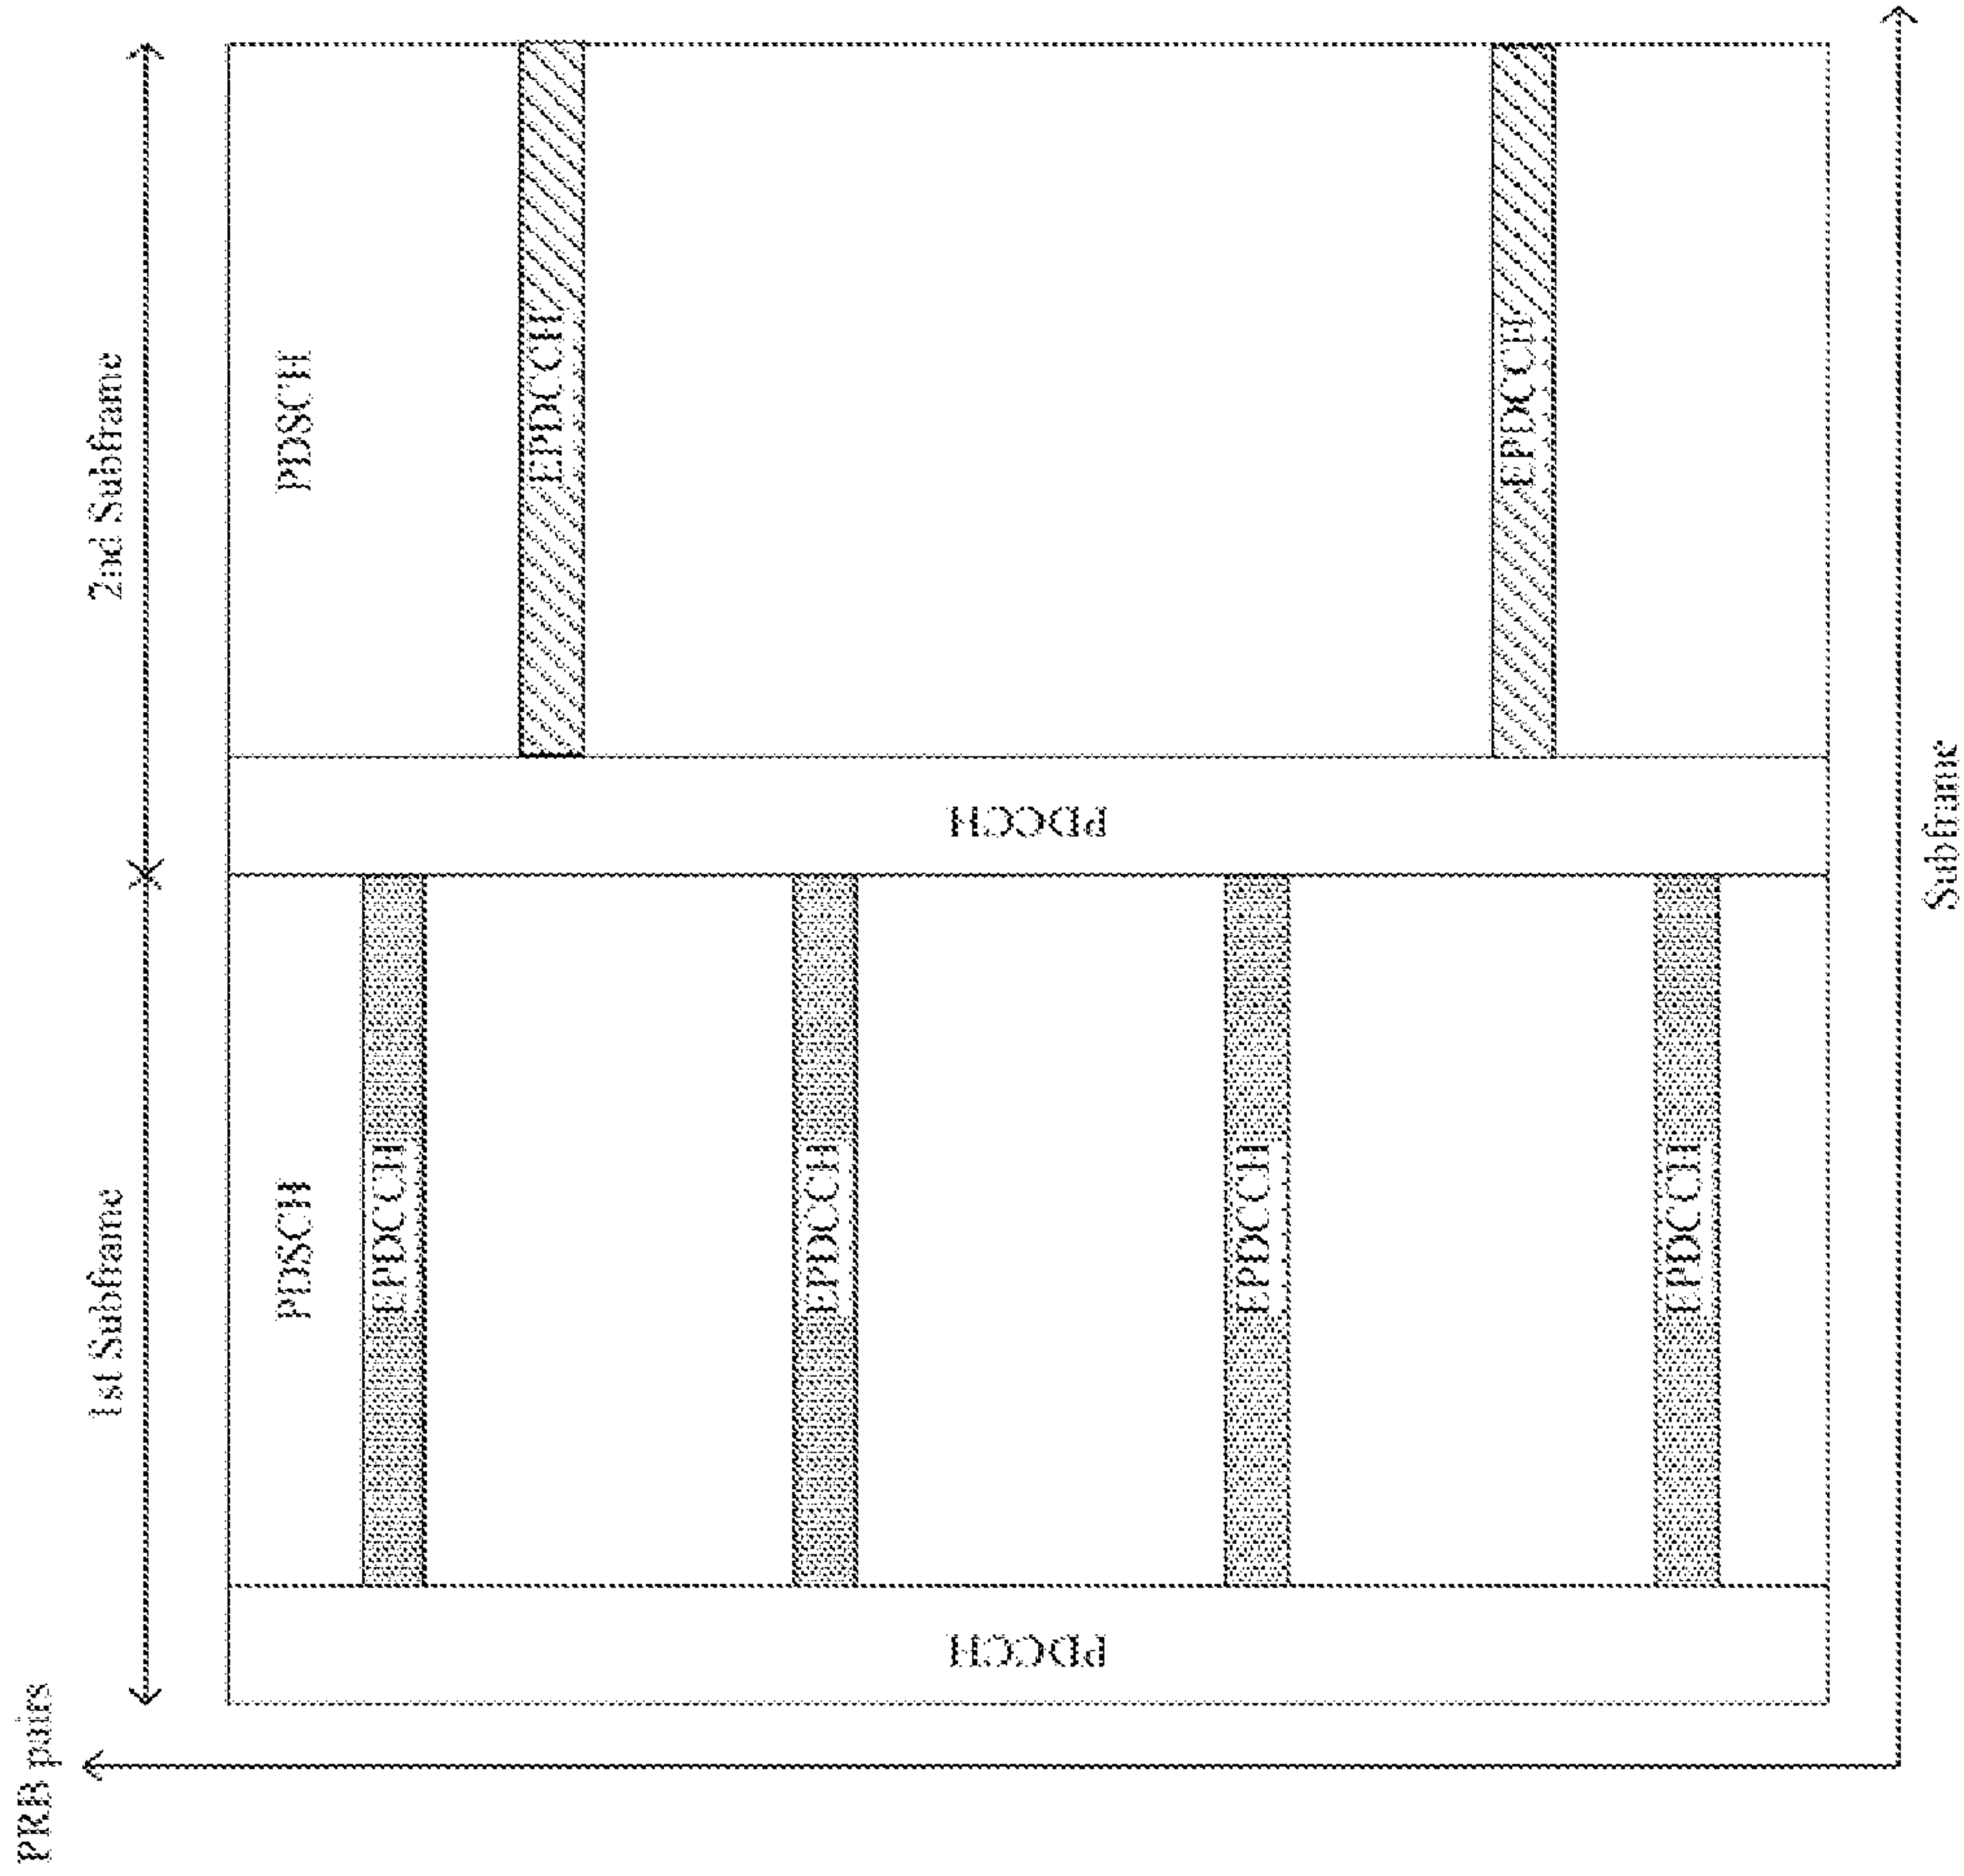 PRB pairs
1st Subframe
2nd Subframe
PDSCH
PDSCH
EPDCCH
EPDCCH
EPDCCH
EPDCCH
EPDCCH
EPDCCH
PDCCH
PDCCH
Subframe